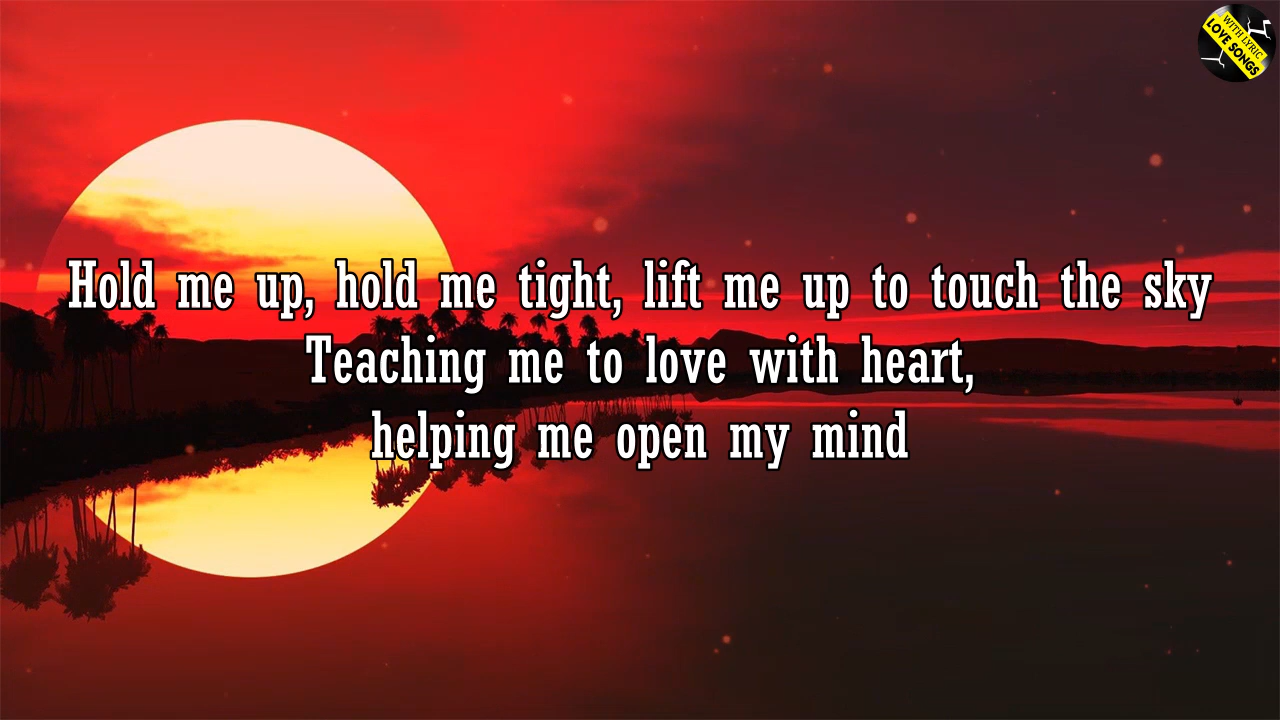 WITH LYRIC
LOVE SONGS
Hold me up, hold me tight, lift me up to touch the sky
Teaching me to love with heart,
helping me open my mind